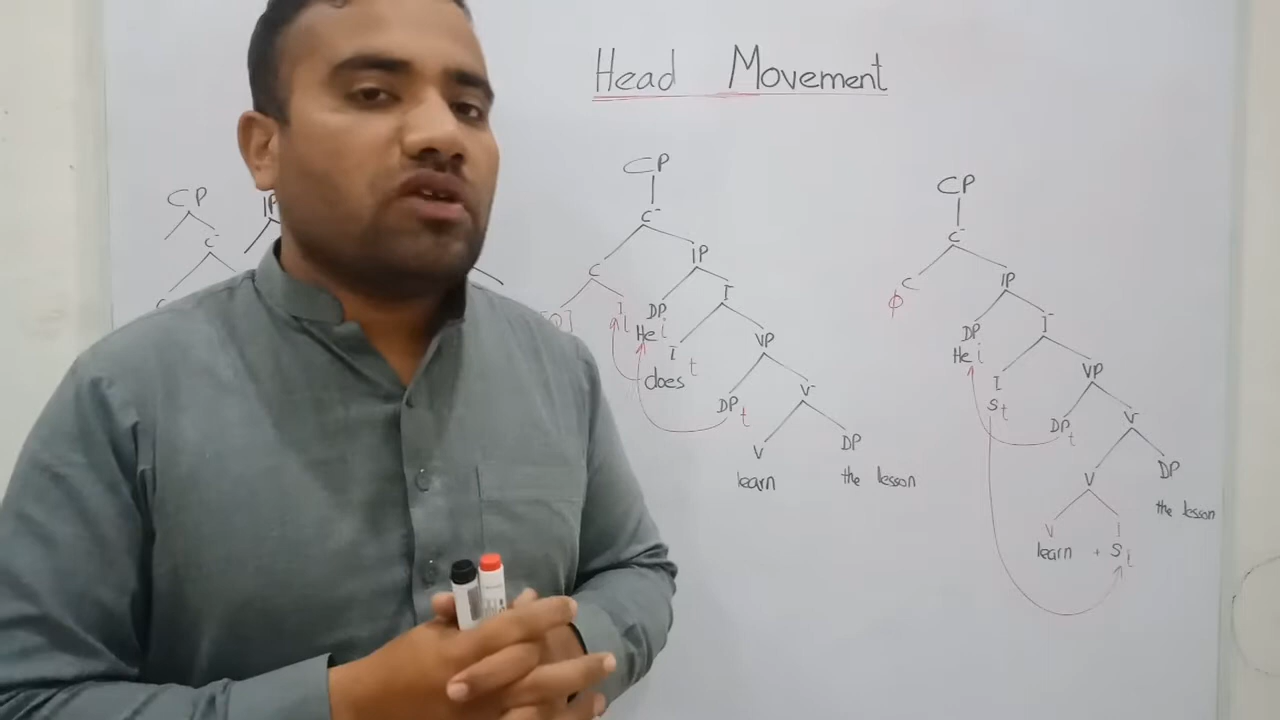 Head Movement
CP
C-
IP
CP
C-
C
I i
[Q]
IP
DP
He i
I
I t
does
VP
DP t
V-
V
learn
DP
the lesson
CP
C-
C
φ
IP
DP
He i
I-
I
s t
VP
DP t
V-
V
V
learn
+
I
s i
DP
the lesson